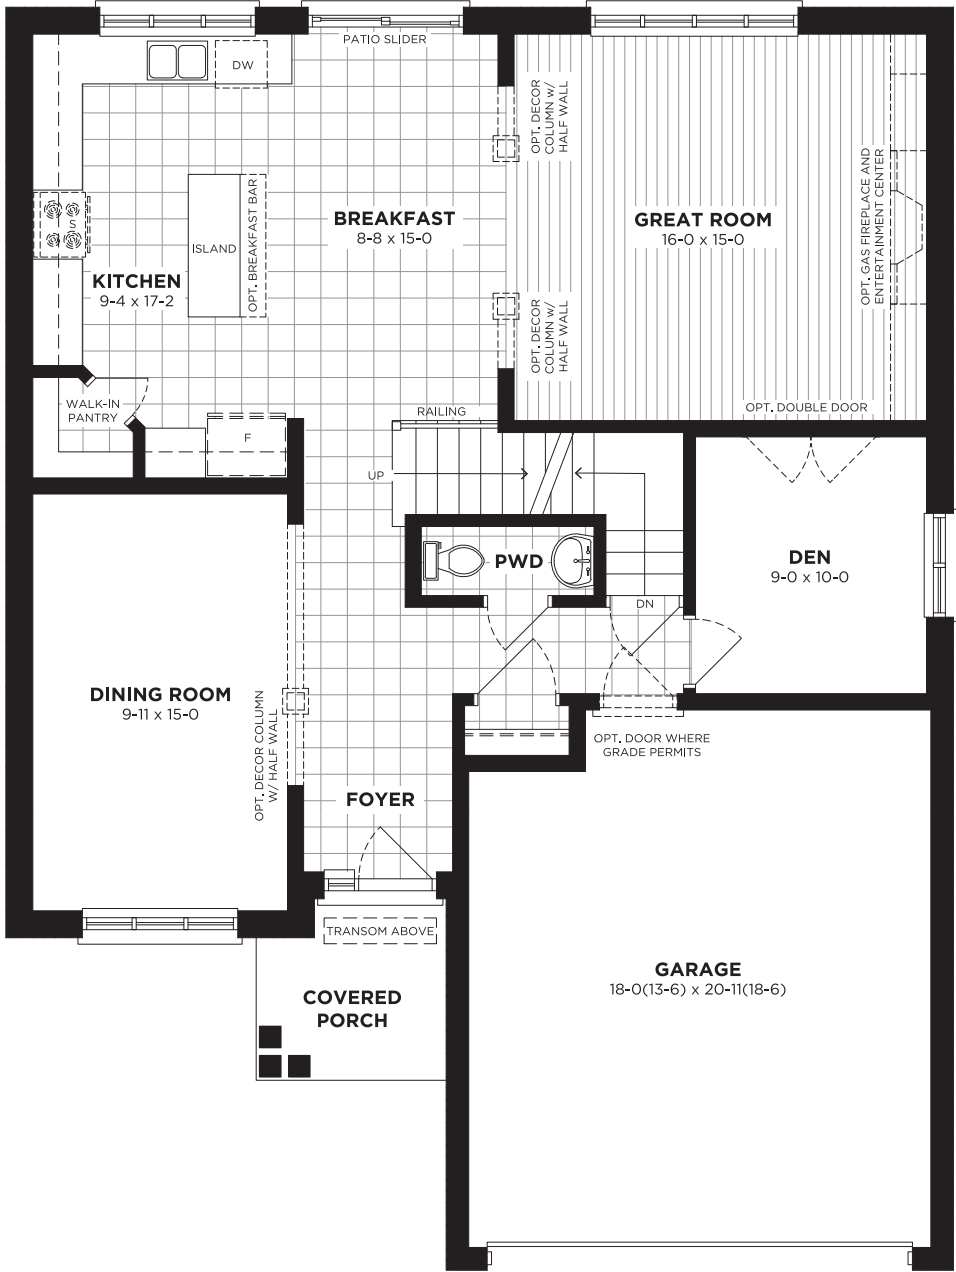 PATIO SLIDER
DW
OPT. DECOR
COLUMN w/
HALF WALL
OPT. BREAKFAST BAR
ISLAND
S
BREAKFAST
8-8 x 15-0
GREAT ROOM
16-0 x 15-0
OPT. GAS FIREPLACE AND
ENTERTAINMENT CENTER
KITCHEN
9-4 x 17-2
OPT. DECOR
COLUMN w/
HALF WALL
WALK-IN
PANTRY
F
RAILING
OPT. DOUBLE DOOR
UP
PWD
DEN
9-0 x 10-0
DN
DINING ROOM
9-11 x 15-0
OPT. DECOR COLUMN
W/ HALF WALL
OPT. DOOR WHERE
GRADE PERMITS
FOYER
TRANSOM ABOVE
COVERED
PORCH
GARAGE
18-0(13-6) x 20-11(18-6)